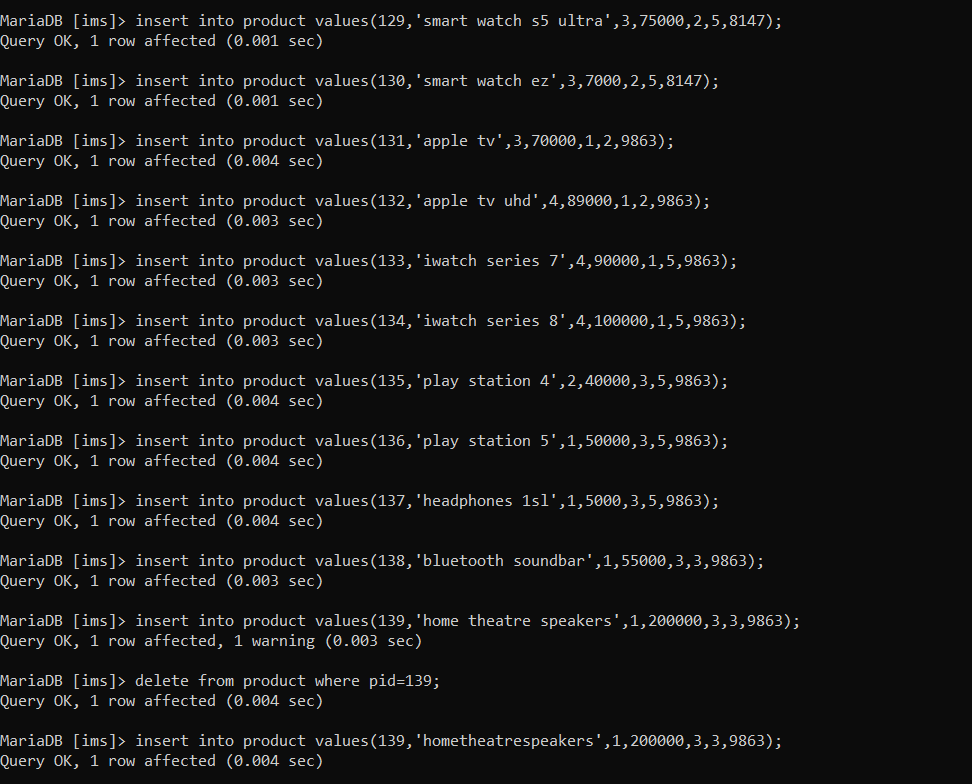 MariaDB [ims]> insert into product values(129,'smart watch s5 ultra',3,75000,2,5,8147);
Query OK, 1 row affected (0.001 sec)
MariaDB [ims]> insert into product values(130,'smart watch ez',3,7000,2,5,8147);
Query OK, 1 row affected (0.001 sec)
MariaDB [ims]> insert into product values(131,'apple tv',3,70000,1,2,9863);
Query OK, 1 row affected (0.004 sec)
MariaDB [ims]> insert into product values(132,'apple tv uhd',4,89000,1,2,9863);
Query OK, 1 row affected (0.003 sec)
MariaDB [ims]> insert into product values(133,'iwatch series 7',4,90000,1,5,9863);
Query OK, 1 row affected (0.003 sec)
MariaDB [ims]> insert into product values(134,'iwatch series 8',4,100000,1,5,9863);
Query OK, 1 row affected (0.003 sec)
MariaDB [ims]> insert into product values(135,'play station 4',2,40000,3,5,9863);
Query OK, 1 row affected (0.004 sec)
MariaDB [ims]> insert into product values(136,'play station 5',1,50000,3,5,9863);
Query OK, 1 row affected (0.004 sec)
MariaDB [ims]> insert into product values(137,'headphones 1sl',1,5000,3,5,9863);
Query OK, 1 row affected (0.004 sec)
MariaDB [ims]> insert into product values(138,'bluetooth soundbar',1,55000,3,3,9863);
Query OK, 1 row affected (0.003 sec)
MariaDB [ims]> insert into product values(139,'home theatre speakers',1,200000,3,3,9863);
Query OK, 1 row affected, 1 warning (0.003 sec)
MariaDB [ims]> delete from product where pid=139;
Query OK, 1 row affected (0.004 sec)
MariaDB [ims]> insert into product values(139,'hometheatrespeakers',1,200000,3,3,9863);
Query OK, 1 row affected (0.004 sec)